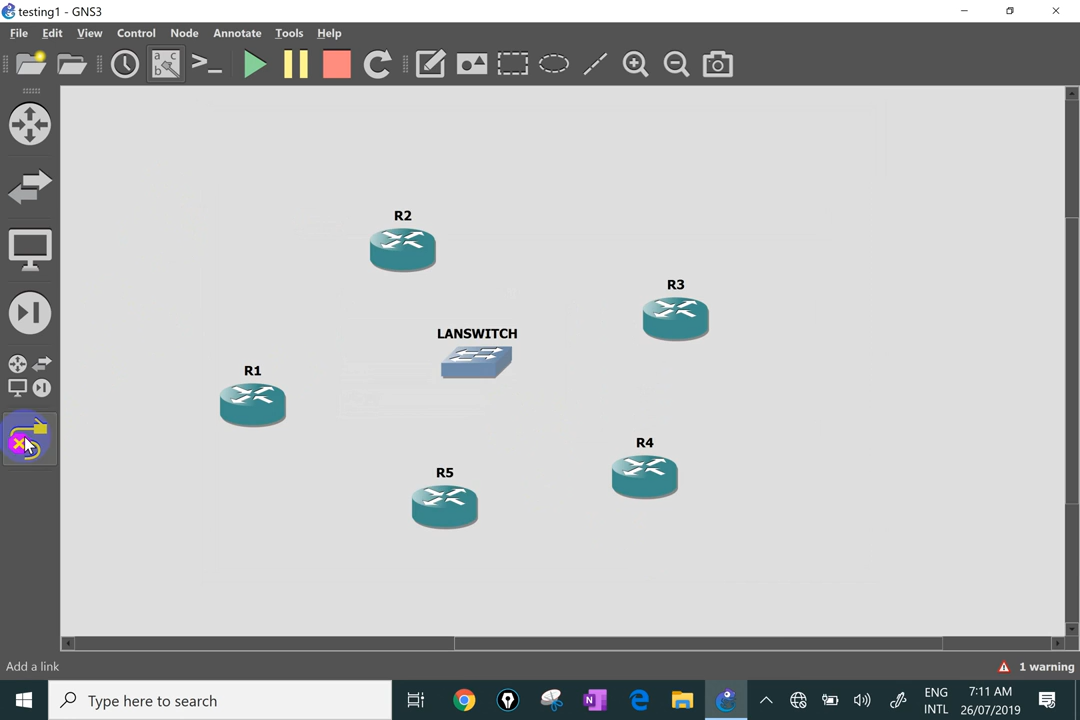 testing1 - GNS3
File Edit View Control Node Annotate Tools Help
a c
b
>_
R2
R3
LANSWITCH
R1
R4
R5
Add a link
1 warning
Type here to search
ENG
INTL
7:11 AM
26/07/2019